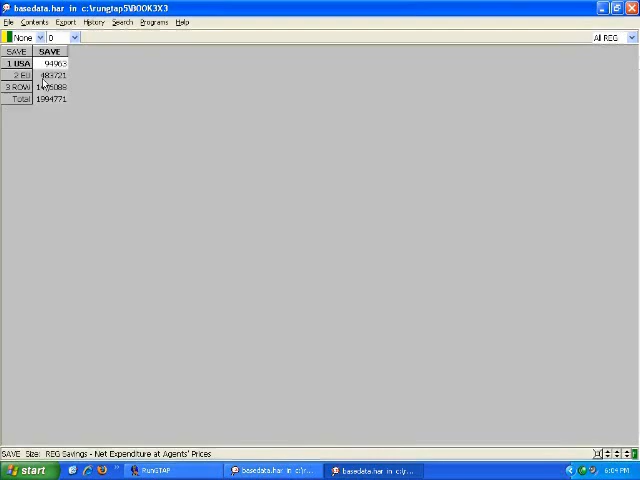 basedata.har in c:\rungtap5\BOOK3X3
File Contents Export History Search Programs Help
None 0 All REG
SAVE SAVE
1 USA 94963
2 EU 483721
3 ROW
Total 1994771
SAVE Size: REG Savings - Net Expenditure at Agents' Prices
start RunGTAP basedata.har in c:\r... basedata.har in c:\r... 6:04 PM